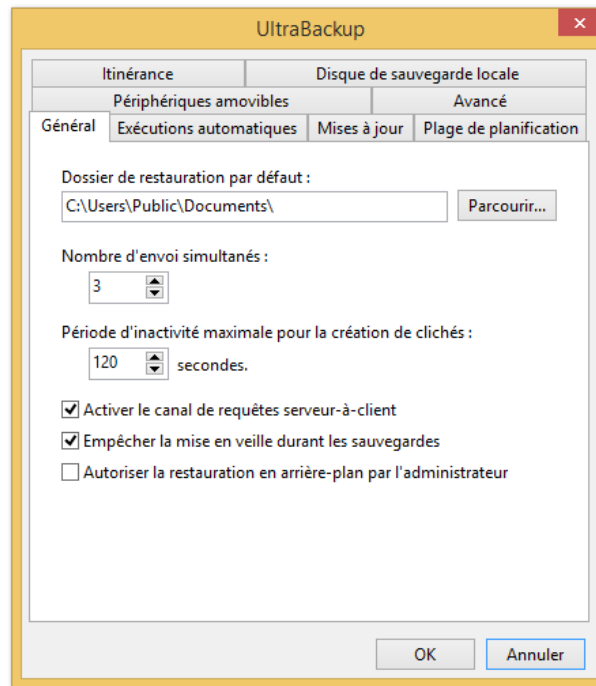 UltraBackup
Itinérance
Disque de sauvegarde locale
Périphériques amovibles
Avancé
Général
Exécutions automatiques
Mises à jour
Plage de planification
Dossier de restauration par défaut :
C:\Users\Public\Documents\
Parcourir...
Nombre d'envoi simultanés :
3
Période d'inactivité maximale pour la création de clichés :
120 secondes.
Activer le canal de requêtes serveur-à-client
Empêcher la mise en veille durant les sauvegardes
Autoriser la restauration en arrière-plan par l'administrateur
OK
Annuler